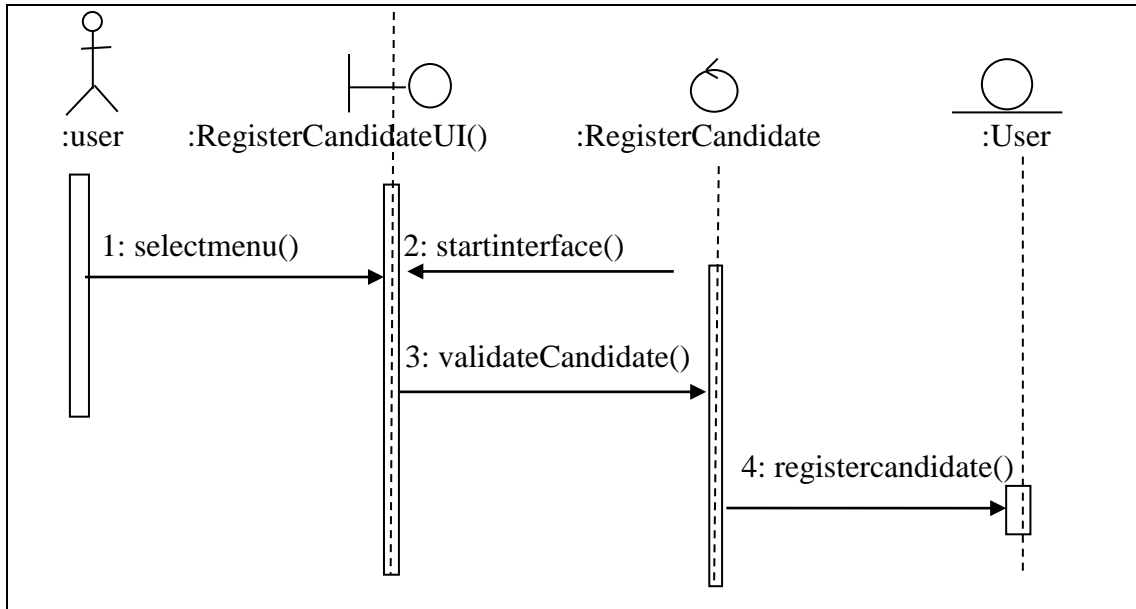 :user :RegisterCandidateUI() :RegisterCandidate :User
1: selectmenu() 2: startinterface()
3: validateCandidate()
4: registercandidate()